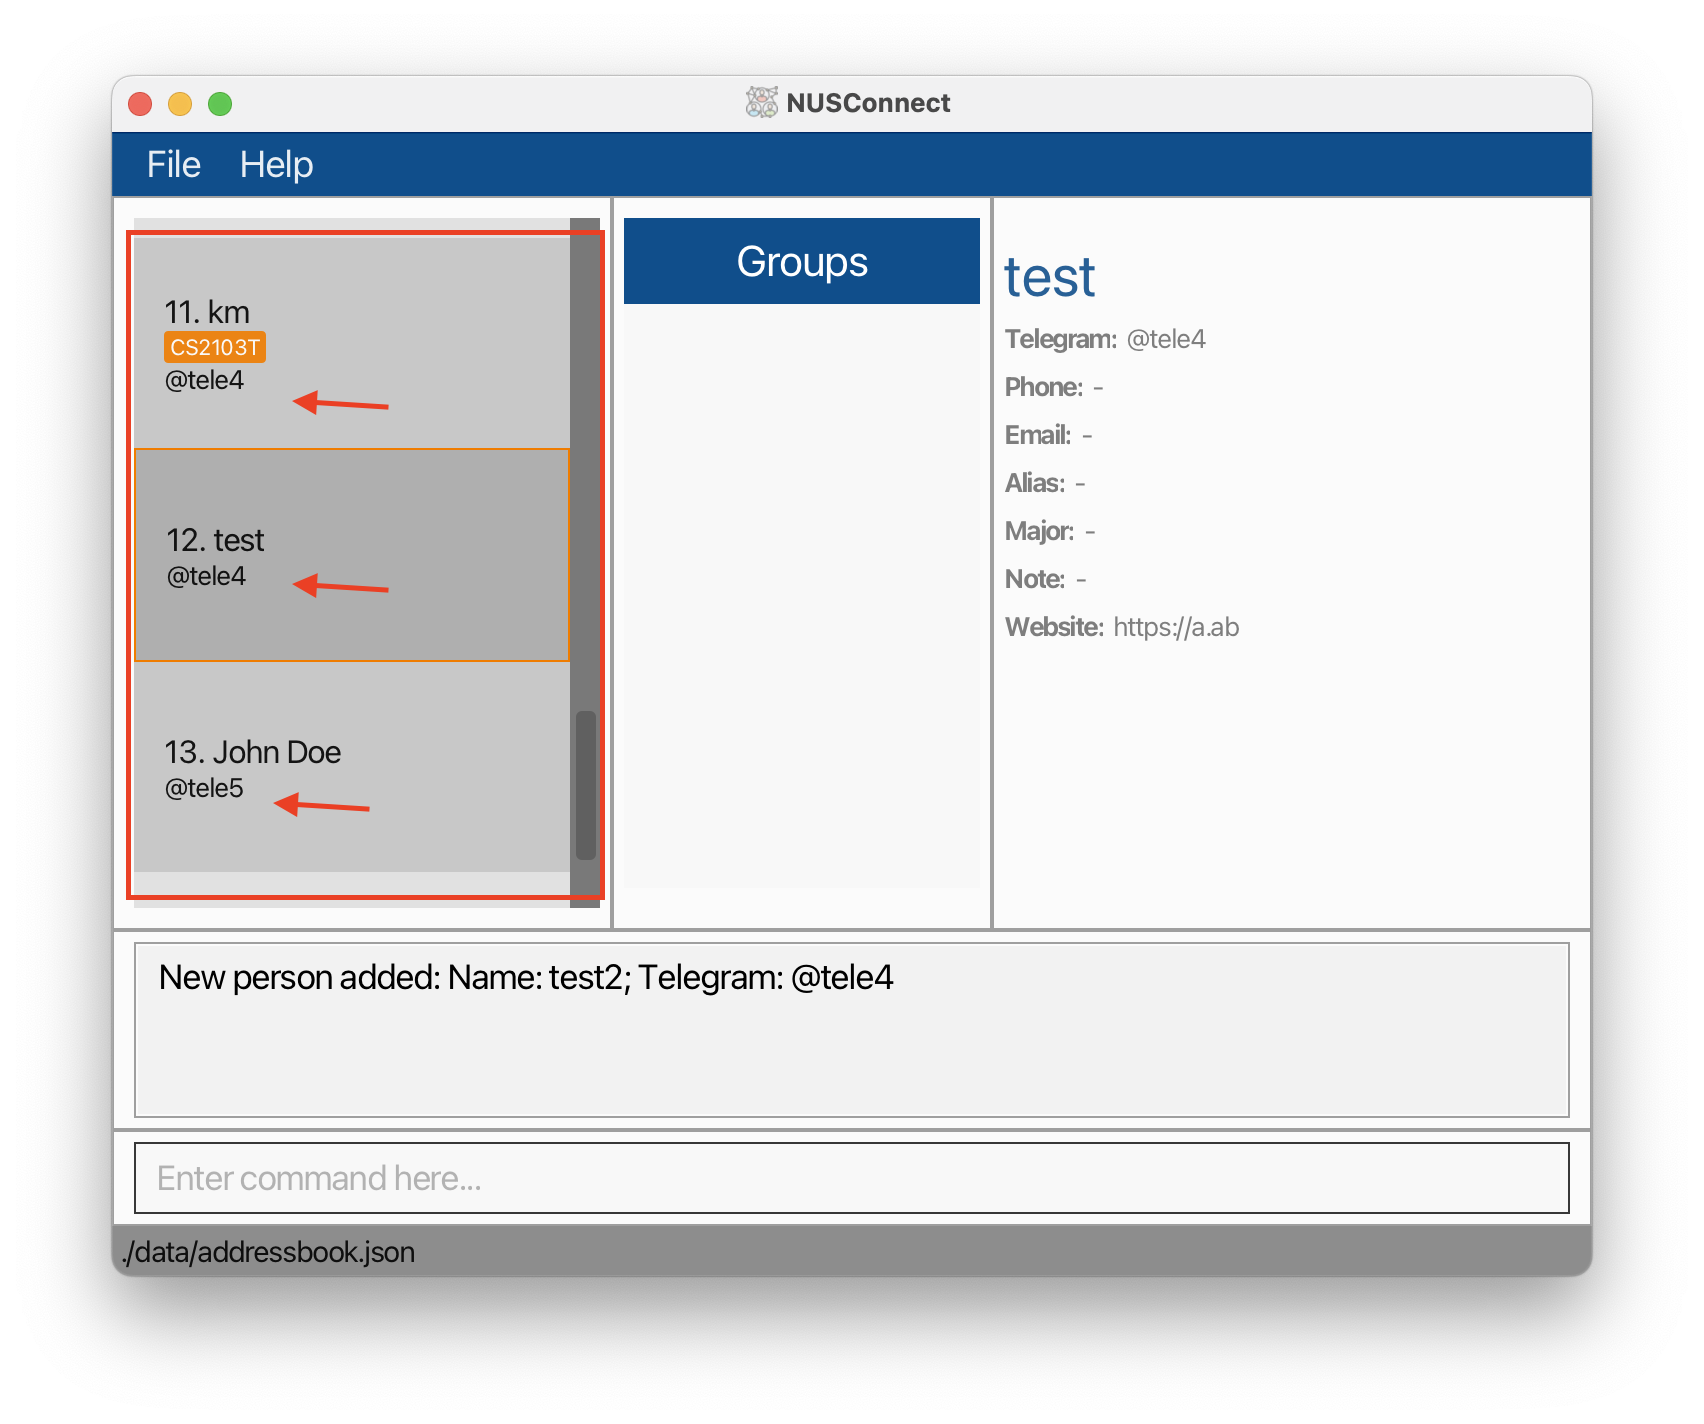 NUSConnect
File Help
11. km
CS2103T
@tele4
12. test
@tele4
13. John Doe
@tele5
Groups
test
Telegram: @tele4
Phone: -
Email: -
Alias: -
Major: -
Note: -
Website: https://a.ab
New person added: Name: test2; Telegram: @tele4
Enter command here...
./data/addressbook.json